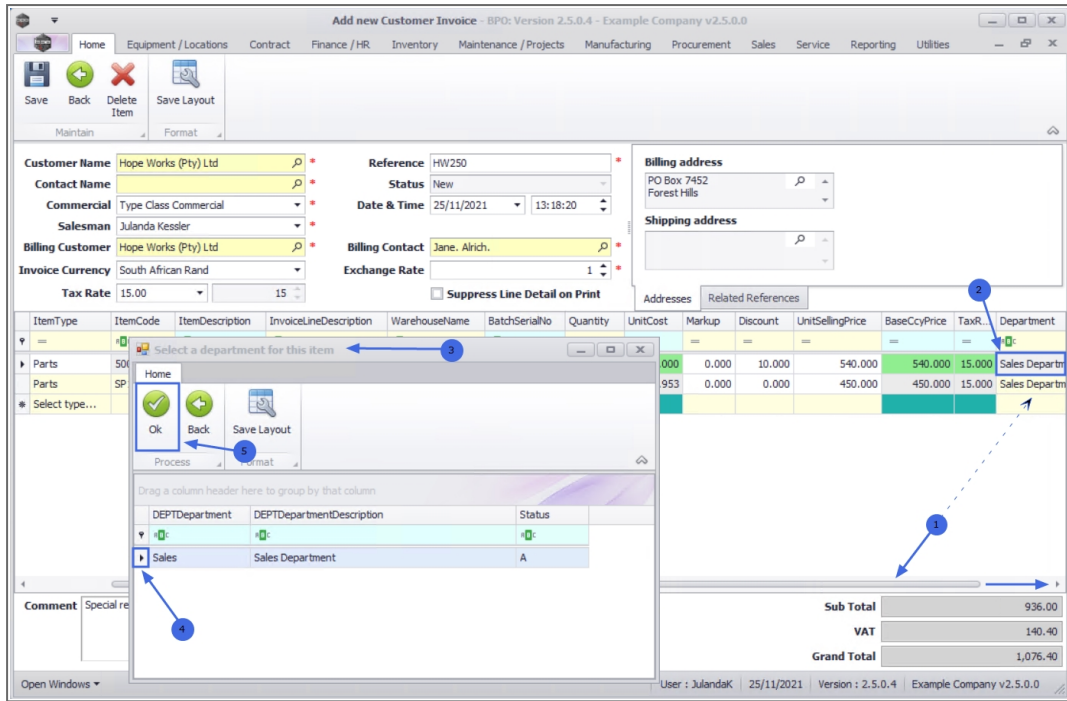 Add new Customer Invoice - BPO: Version 2.5.0.4 - Example Company v2.5.0.0
Home Equipment / Locations Contract Finance / HR Inventory Maintenance / Projects Manufacturing Procurement Sales Service Reporting Utilities
Save Back Delete Item Save Layout
Maintain Format
Customer Name Hope Works (Pty) Ltd * Reference HW250 *
Contact Name * Status New
Commercial Type Class Commercial * Date & Time 25/11/2021 13:18:20
Salesman Julanda Kessler *
Billing Customer Hope Works (Pty) Ltd * Billing Contact Jane. Alrich. *
Invoice Currency South African Rand Exchange Rate 1 *
Tax Rate 15.00 15 Suppress Line Detail on Print
Billing address
PO Box 7452
Forest Hills
Shipping address
Addresses Related References
2
ItemType ItemCode ItemDescription InvoiceLineDescription WarehouseName BatchSerialNo Quantity UnitCost Markup Discount UnitSellingPrice BaseCcyPrice TaxR... Department
Parts 500 000 0.000 10.000 540.000 540.000 15.000 Sales Departm
Parts SP .953 0.000 0.000 450.000 450.000 15.000 Sales Departm
Select type...
Select a department for this item 3
Home
Ok Back Save Layout
5
Process Format
Drag a column header here to group by that column
DEPTDepartment DEPTDepartmentDescription Status
Sales Sales Department A
4
1
Comment Special re
Sub Total 936.00
VAT 140.40
Grand Total 1,076.40
Open Windows User : JulandaK 25/11/2021 Version : 2.5.0.4 Example Company v2.5.0.0